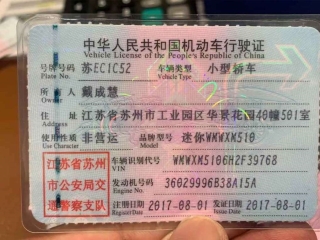 中华人民共和国机动车行驶证
Vehicle License of the People's Republic of China
号牌号码 苏EC1C52 车辆类型 小型轿车
Plate No. Vehicle Type
所有人 戴成慧
Owner
住址 江苏省苏州市工业园区华景花园40幢501室
Address
使用性质 非营运 品牌型号 迷你WMWXM510
Use Character Model
江苏省苏州市公安局交通警察支队
车辆识别代号 WMWXM5106H2F39768
VIN
发动机号码 36029996B38A15A
Engine No.
注册日期 2017-08-01 发证日期 2017-08-01
Register Date Issue Date